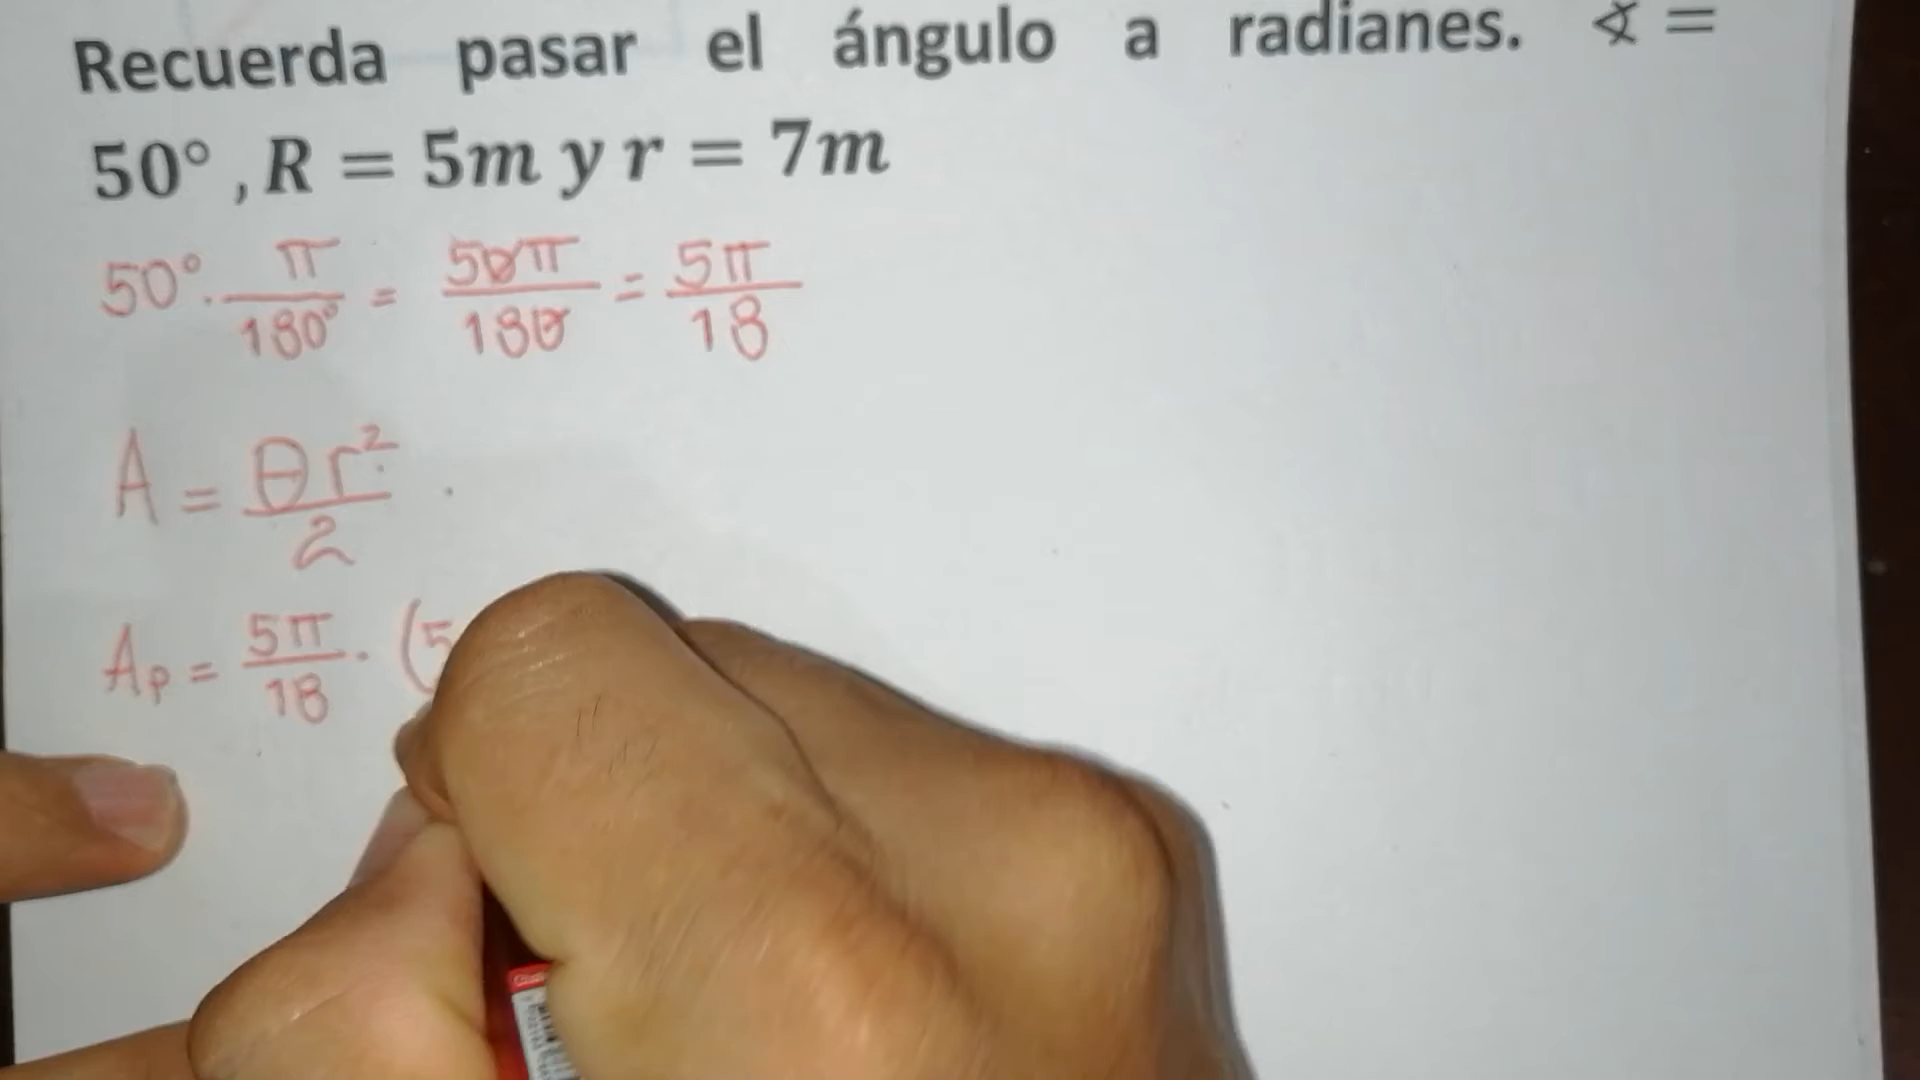 Recuerda pasar el ángulo a radianes. ∢ =
50° , R = 5m y r = 7m
50° · π/180° = 50π/180 = 5π/18
A = θr²/2
Ap = 5π/18 · (5